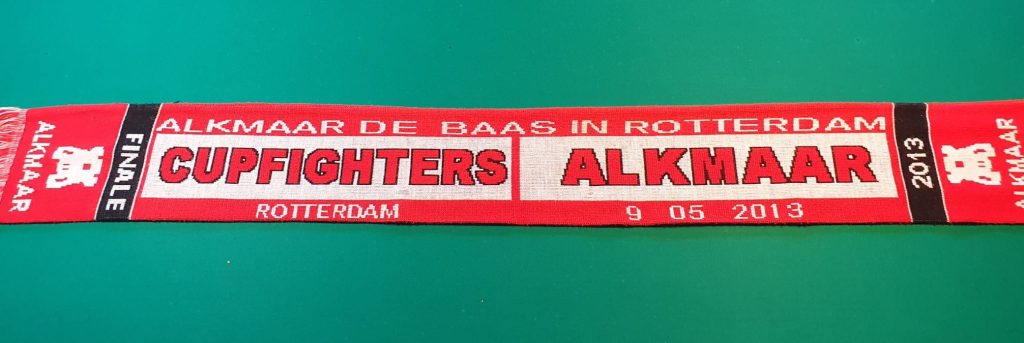 ALKMAAR
FINALE
ALKMAAR DE BAAS IN ROTTERDAM
CUPFIGHTERS ALKMAAR
ROTTERDAM 9 05 2013
2013
ALKMAAR